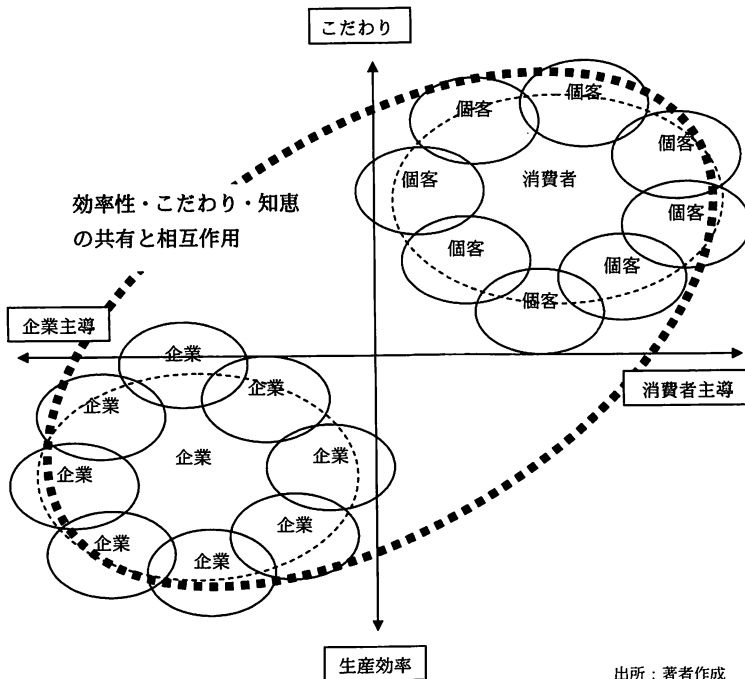 こだわり
個客
個客
個客
個客
消費者
個客
個客
個客
個客
効率性・こだわり・知恵
の共有と相互作用
企業主導
消費者主導
企業
企業
企業
企業
企業
企業
企業
企業
企業
生産効率
出所：著者作成